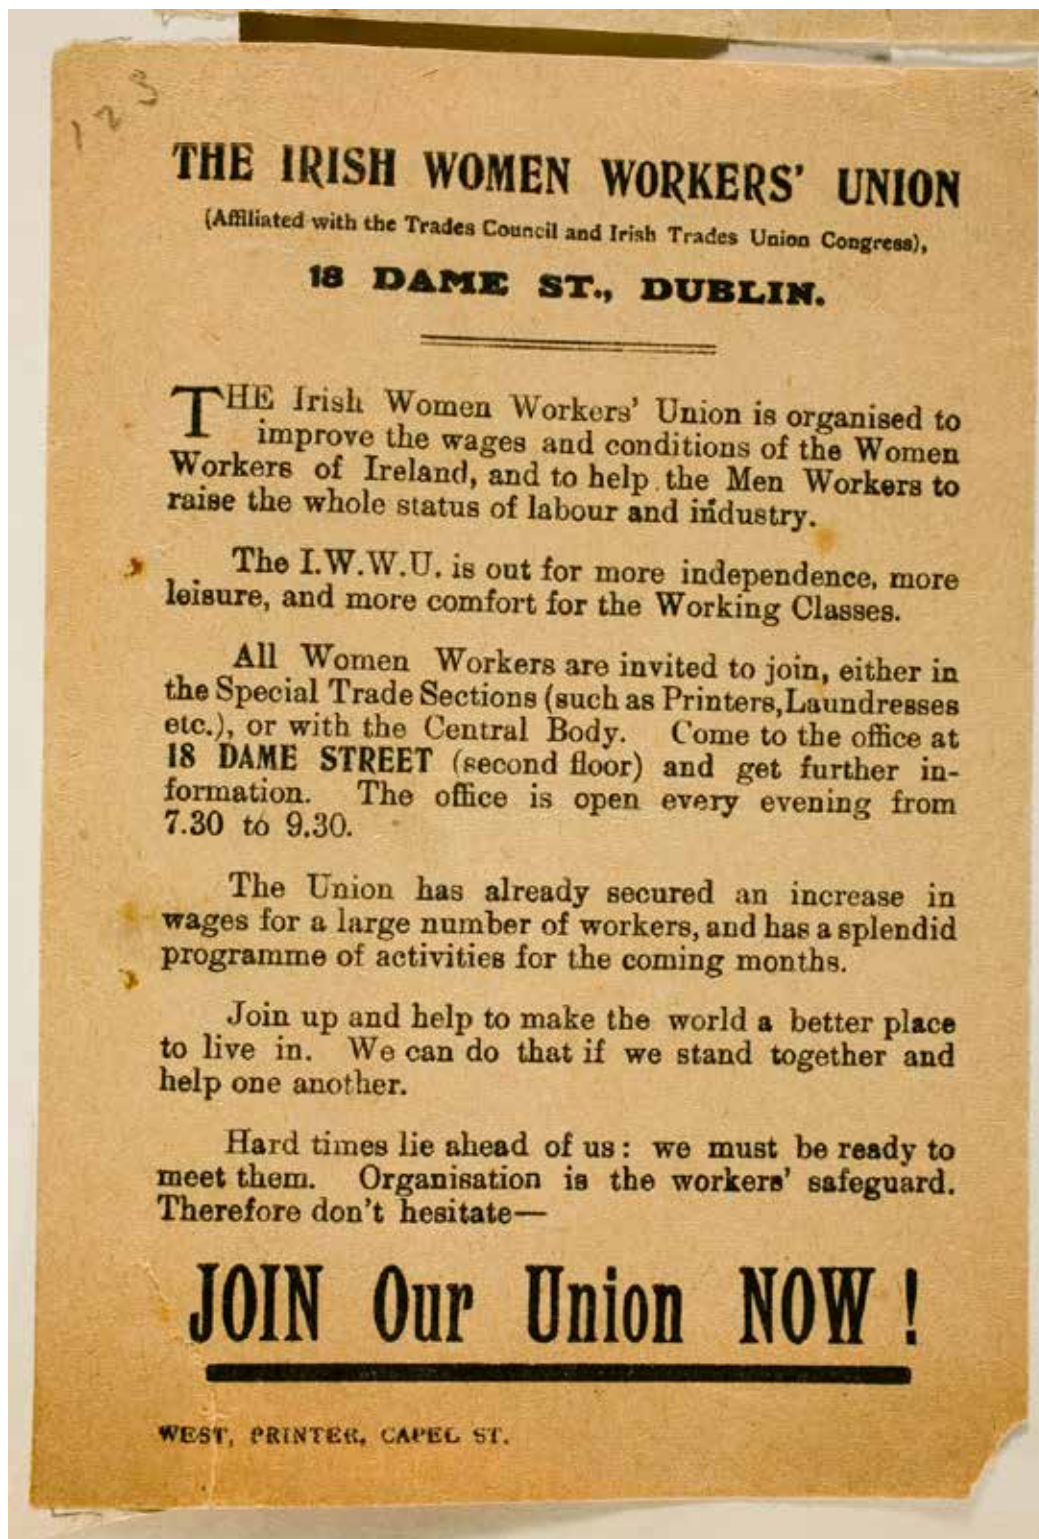 123
THE IRISH WOMEN WORKERS' UNION
(Affiliated with the Trades Council and Irish Trades Union Congress),
18 DAME ST., DUBLIN.
THE Irish Women Workers' Union is organised to
improve the wages and conditions of the Women
Workers of Ireland, and to help the Men Workers to
raise the whole status of labour and industry.
The I.W.W.U. is out for more independence, more
leisure, and more comfort for the Working Classes.
All Women Workers are invited to join, either in
the Special Trade Sections (such as Printers, Laundresses
etc.), or with the Central Body. Come to the office at
18 DAME STREET (second floor) and get further in-
formation. The office is open every evening from
7.30 to 9.30.
The Union has already secured an increase in
wages for a large number of workers, and has a splendid
programme of activities for the coming months.
Join up and help to make the world a better place
to live in. We can do that if we stand together and
help one another.
Hard times lie ahead of us: we must be ready to
meet them. Organisation is the workers' safeguard.
Therefore don't hesitate—
JOIN Our Union NOW!
WEST, PRINTER, CAPEL ST.